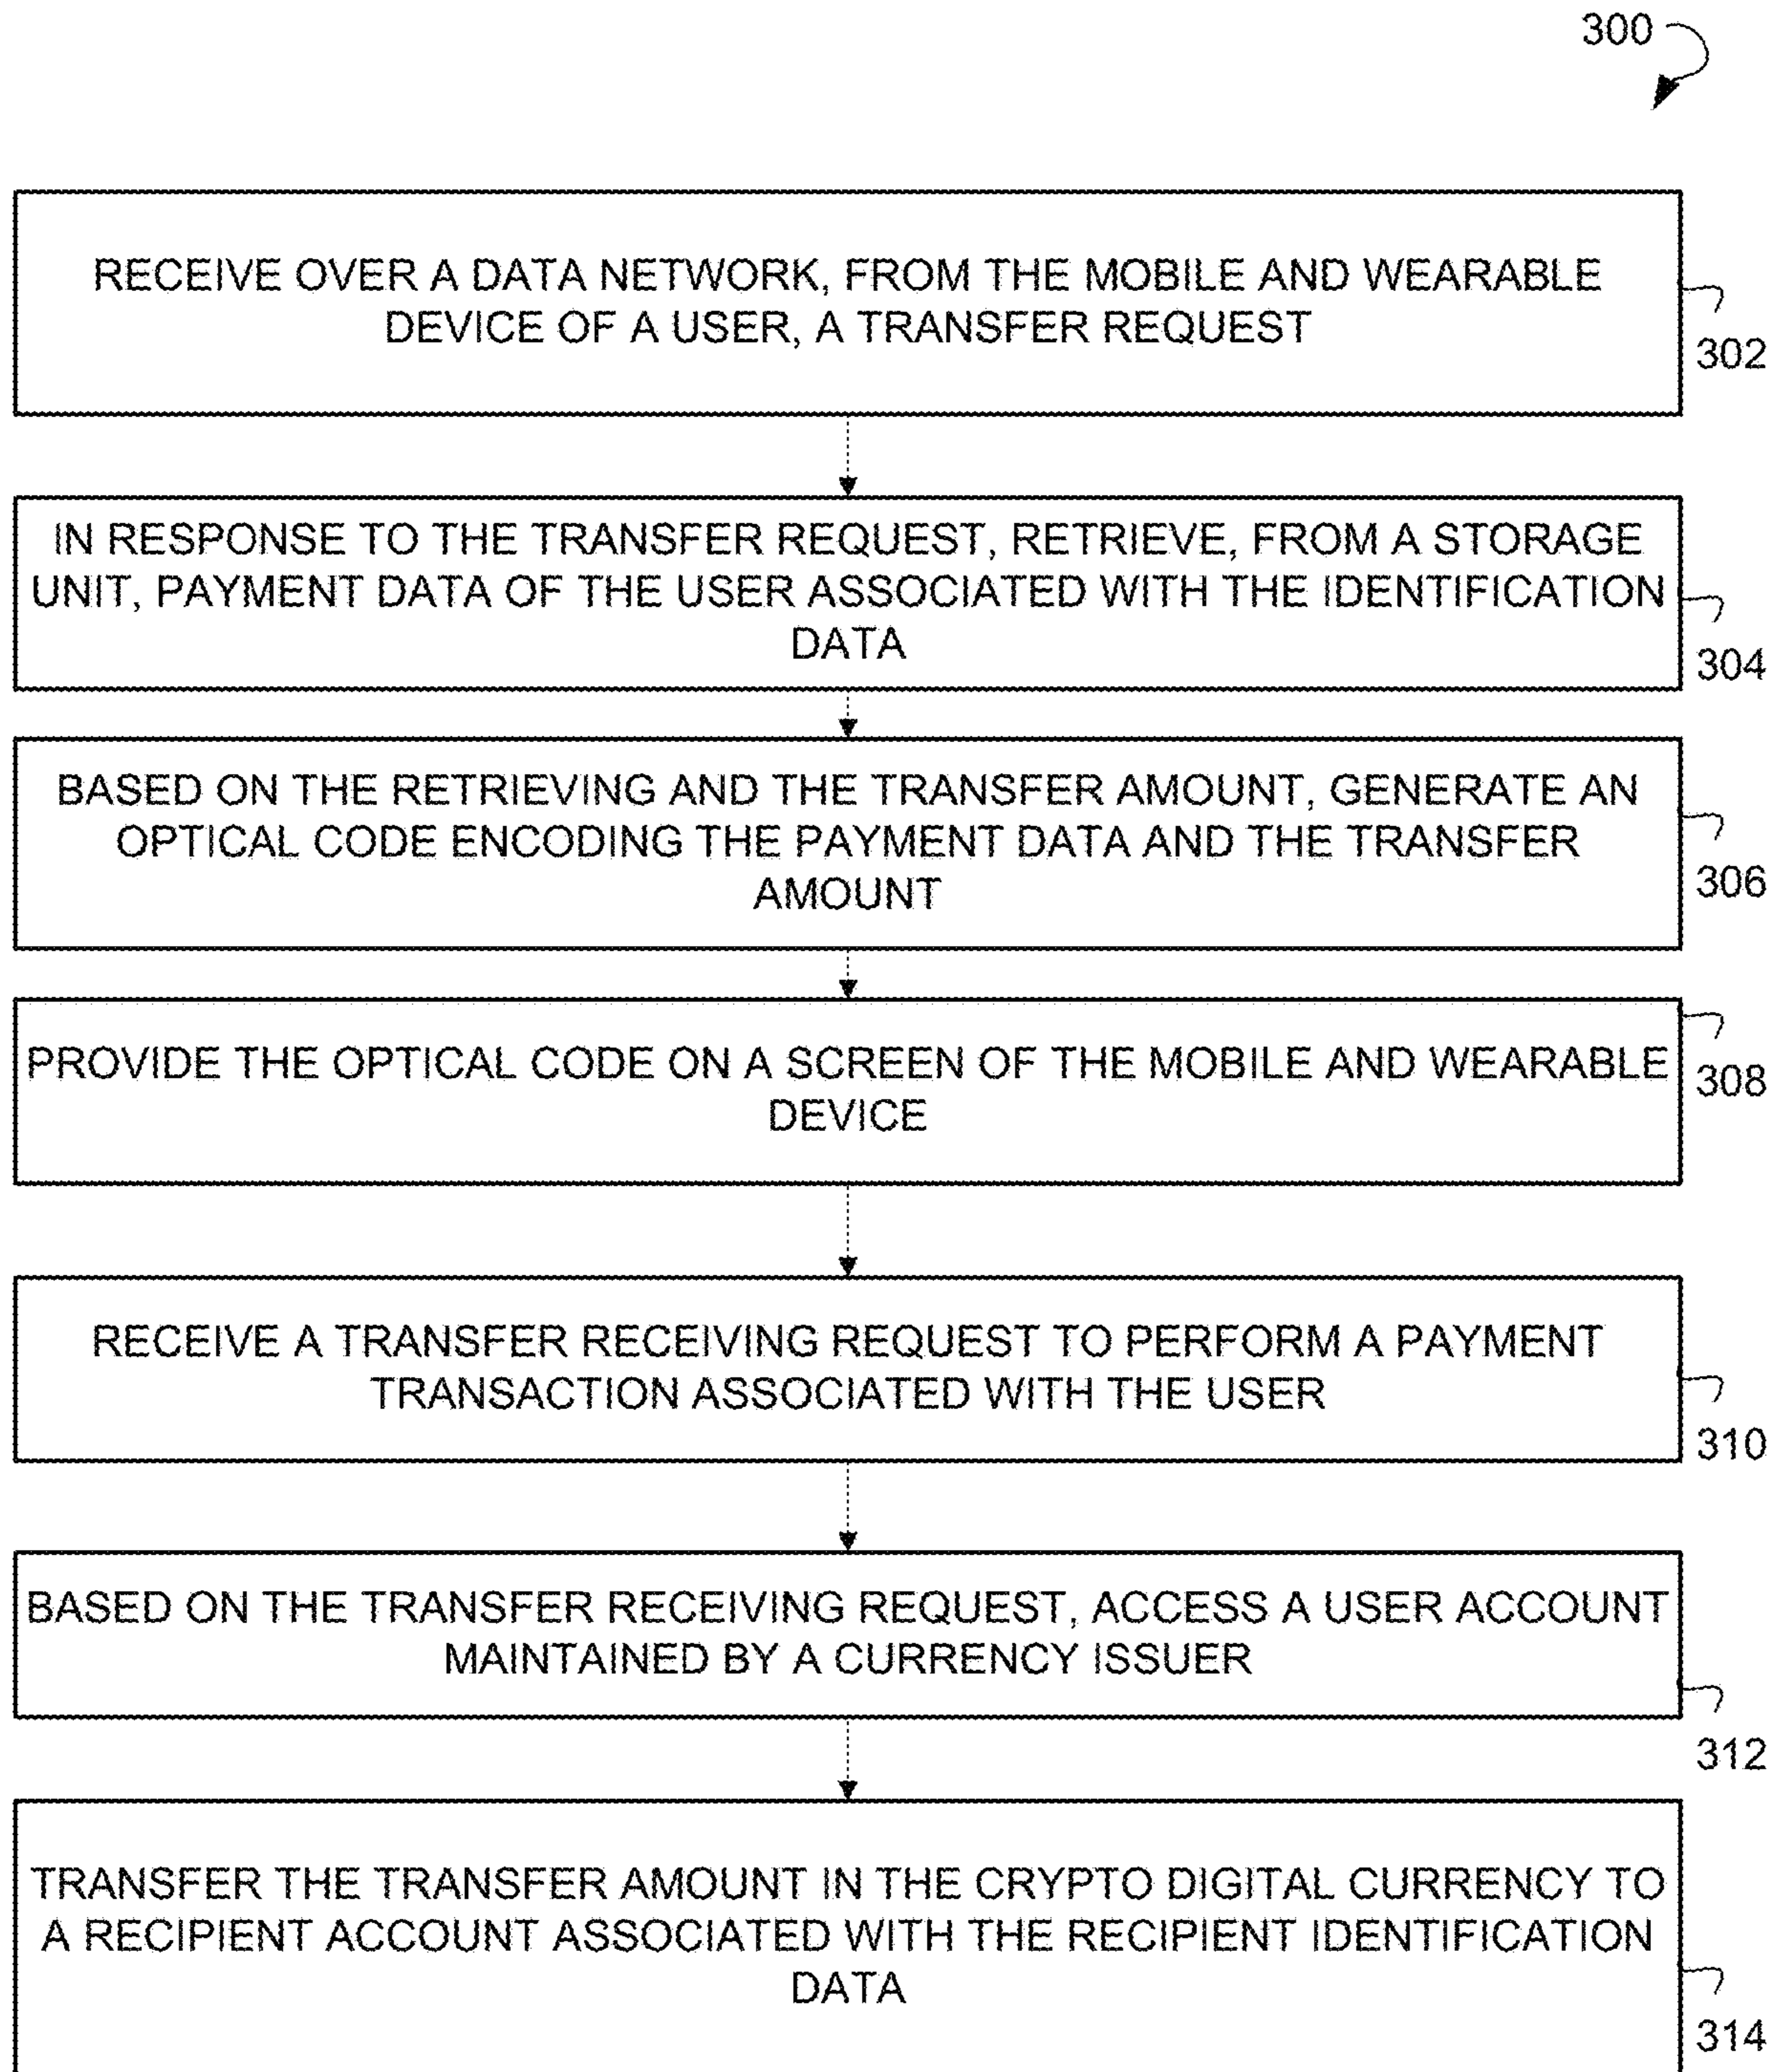 300
RECEIVE OVER A DATA NETWORK, FROM THE MOBILE AND WEARABLE
DEVICE OF A USER, A TRANSFER REQUEST
302
IN RESPONSE TO THE TRANSFER REQUEST, RETRIEVE, FROM A STORAGE
UNIT, PAYMENT DATA OF THE USER ASSOCIATED WITH THE IDENTIFICATION
DATA
304
BASED ON THE RETRIEVING AND THE TRANSFER AMOUNT, GENERATE AN
OPTICAL CODE ENCODING THE PAYMENT DATA AND THE TRANSFER
AMOUNT
306
PROVIDE THE OPTICAL CODE ON A SCREEN OF THE MOBILE AND WEARABLE
DEVICE
308
RECEIVE A TRANSFER RECEIVING REQUEST TO PERFORM A PAYMENT
TRANSACTION ASSOCIATED WITH THE USER
310
BASED ON THE TRANSFER RECEIVING REQUEST, ACCESS A USER ACCOUNT
MAINTAINED BY A CURRENCY ISSUER
312
TRANSFER THE TRANSFER AMOUNT IN THE CRYPTO DIGITAL CURRENCY TO
A RECIPIENT ACCOUNT ASSOCIATED WITH THE RECIPIENT IDENTIFICATION
DATA
314